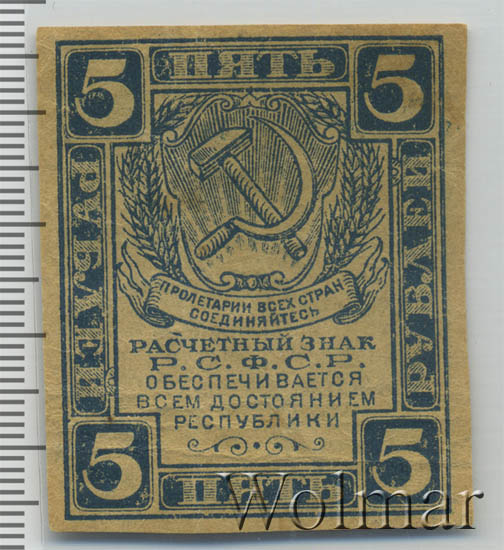 5 ПЯТЬ 5
РУБЛЕЙ
РУБЛЕЙ
ПРОЛЕТАРИИ ВСЕХ СТРАН
СОЕДИНЯЙТЕСЬ
РАСЧЕТНЫЙ ЗНАК
Р.С.Ф.С.Р.
ОБЕСПЕЧИВАЕТСЯ
ВСЕМ ДОСТОЯНИЕМ
РЕСПУБЛИКИ
5 ПЯТЬ 5
Wolmar